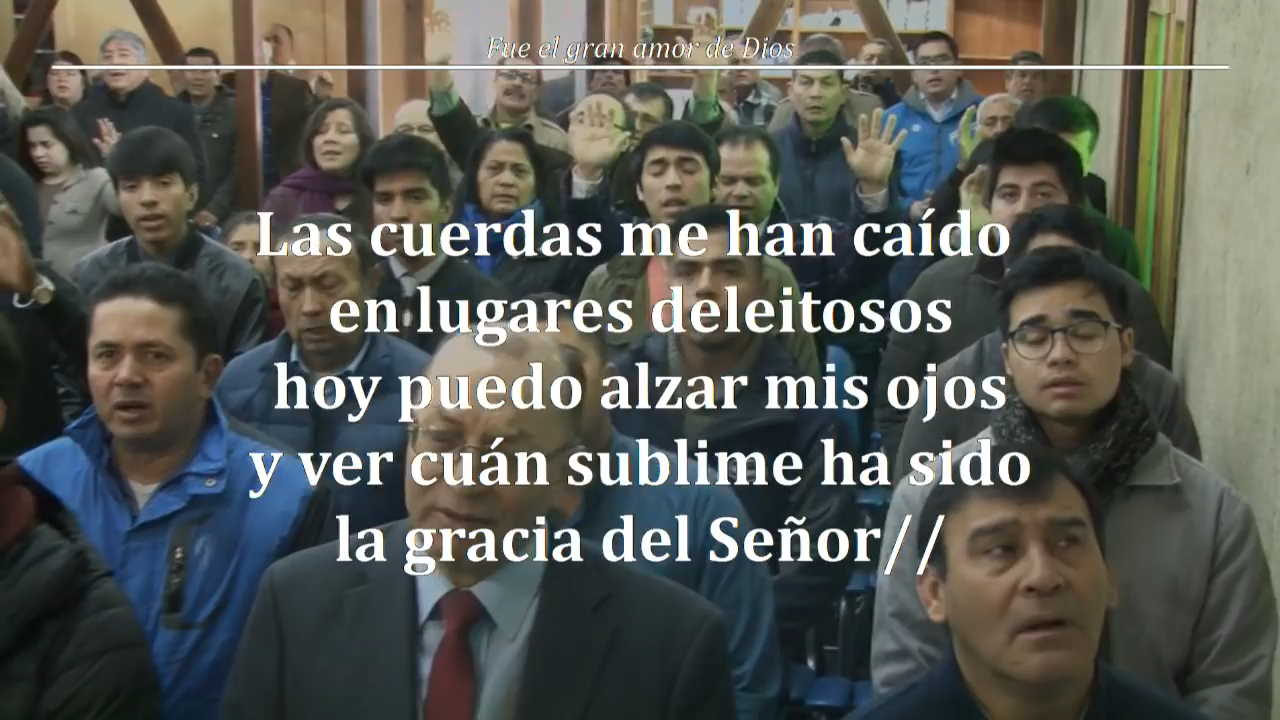 Fue el gran amor de Dios
Las cuerdas me han caído
en lugares deleitosos
hoy puedo alzar mis ojos
y ver cuán sublime ha sido
la gracia del Señor//